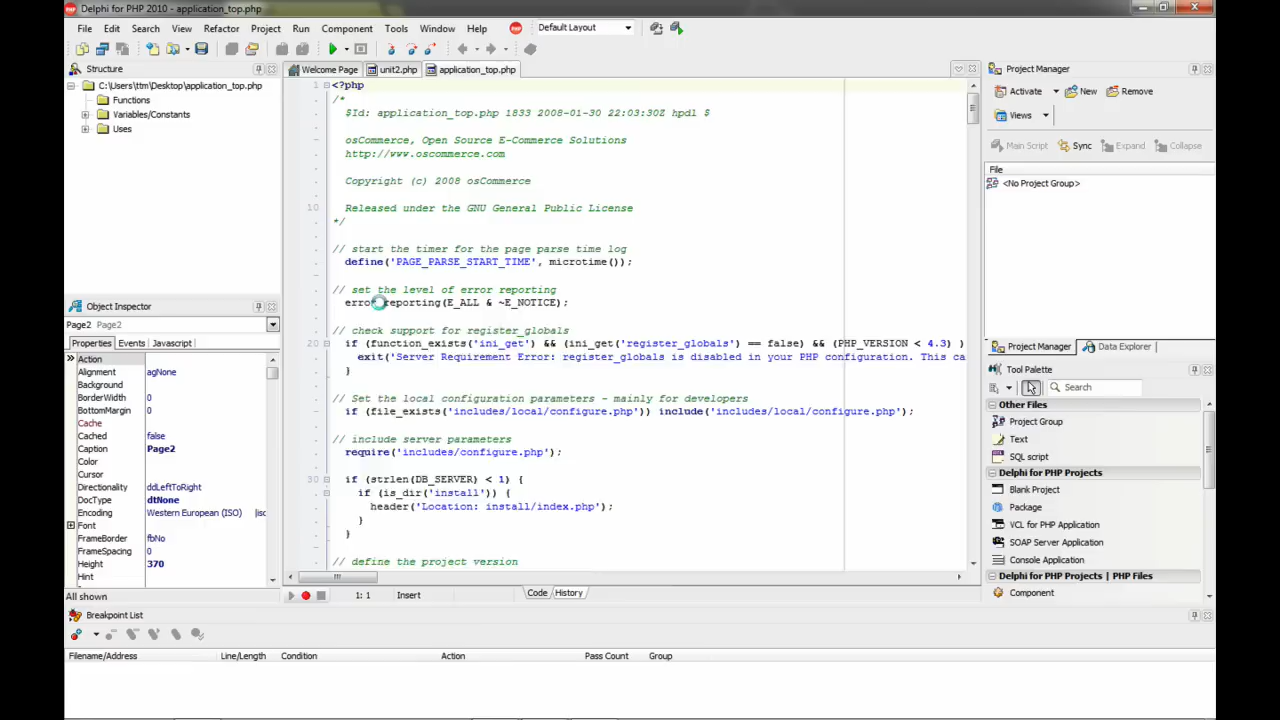 Delphi for PHP 2010 - application_top.php
File Edit Search View Refactor Project Run Component Tools Window Help Default Layout
Structure
C:\Users\ttm\Desktop\application_top.php
Functions
Variables/Constants
Uses
Object Inspector
Page2 Page2
Properties Events Javascript
Action
Alignment agNone
Background
BorderWidth 0
BottomMargin 0
Cache
Cached false
Caption Page2
Color
Cursor
Directionality ddLeftToRight
DocType dtNone
Encoding Western European (ISO) |isc
Font
FrameBorder fbNo
FrameSpacing 0
Height 370
Hint
All shown
Welcome Page unit2.php application_top.php
1 <?php
/*
$Id: application_top.php 1833 2008-01-30 22:03:30Z hpdl $
osCommerce, Open Source E-Commerce Solutions
http://www.oscommerce.com
Copyright (c) 2008 osCommerce
10 Released under the GNU General Public License
*/
// start the timer for the page parse time log
define('PAGE_PARSE_START_TIME', microtime());
// set the level of error reporting
error_reporting(E_ALL & ~E_NOTICE);
// check support for register_globals
20 if (function_exists('ini_get') && (ini_get('register_globals') == false) && (PHP_VERSION < 4.3) )
exit('Server Requirement Error: register_globals is disabled in your PHP configuration. This ca
}
// Set the local configuration parameters - mainly for developers
if (file_exists('includes/local/configure.php')) include('includes/local/configure.php');
// include server parameters
require('includes/configure.php');
30 if (strlen(DB_SERVER) < 1) {
if (is_dir('install')) {
header('Location: install/index.php');
}
}
// define the project version
1: 1 Insert Code History
Project Manager
Activate New Remove
Views
Main Script Sync Expand Collapse
File
<No Project Group>
Project Manager Data Explorer
Tool Palette
Search
Other Files
Project Group
Text
SQL script
Delphi for PHP Projects
Blank Project
Package
VCL for PHP Application
SOAP Server Application
Console Application
Delphi for PHP Projects | PHP Files
Component
Breakpoint List
Filename/Address Line/Length Condition Action Pass Count Group